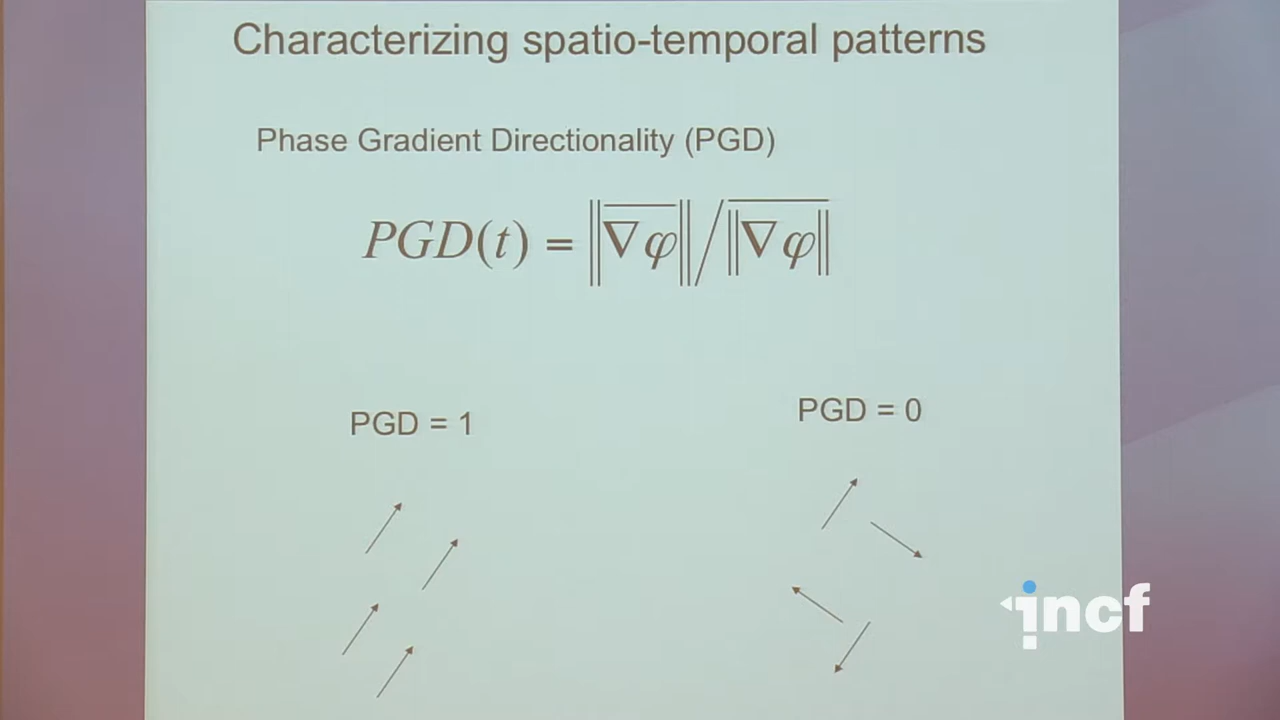 Characterizing spatio-temporal patterns
Phase Gradient Directionality (PGD)
PGD(t) = ‖∇φ̅‖ / ‖∇φ‖̅
PGD = 1
PGD = 0
incf